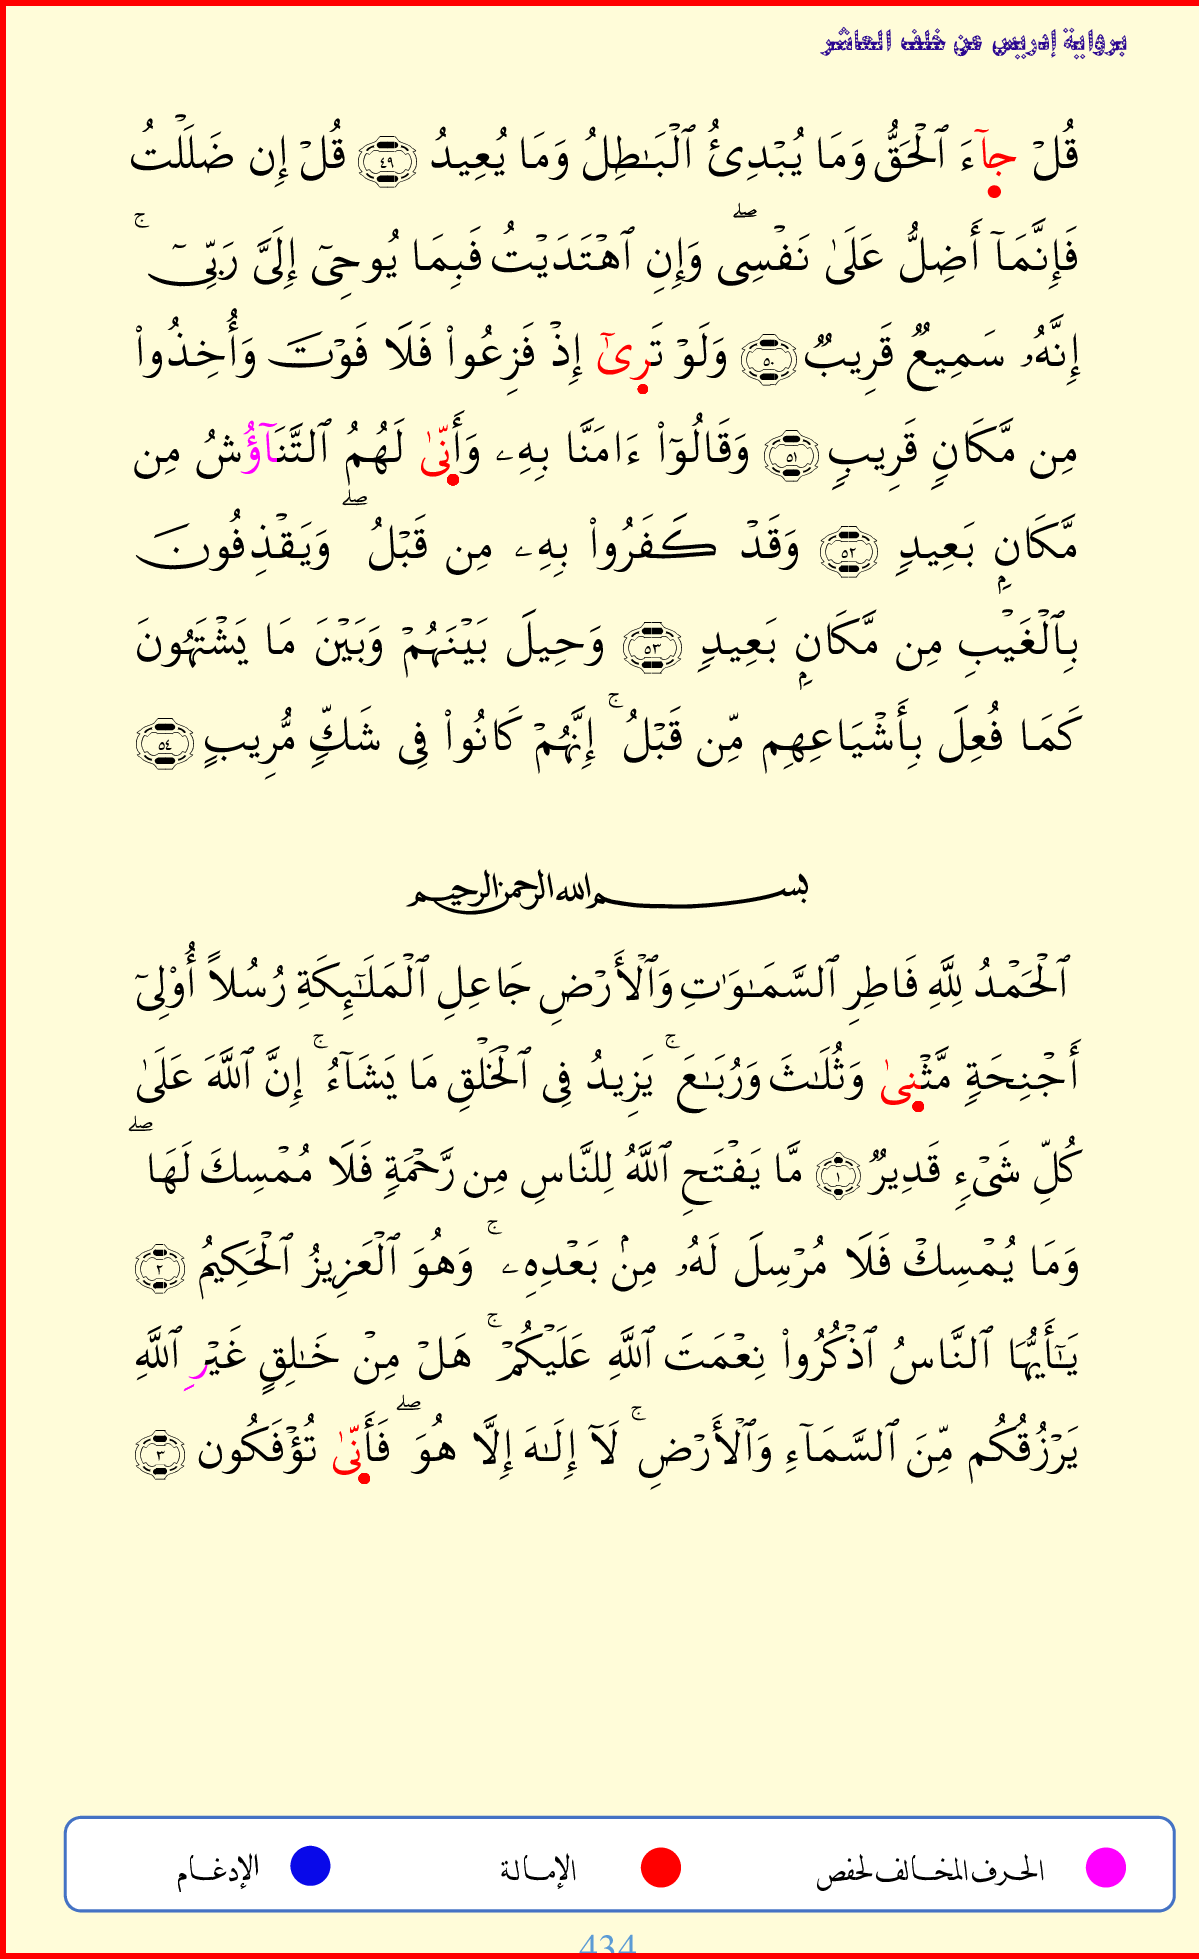 برواية إدريس عن خلف العاشر
قُلۡ جآءَ ٱلۡحَقُّ وَمَا يُبۡدِئُ ٱلۡبَٰطِلُ وَمَا يُعِيدُ ٤٩ قُلۡ إِن ضَلَلۡتُ
فَإِنَّمَآ أَضِلُّ عَلَىٰ نَفۡسِيۖ وَإِنِ ٱهۡتَدَيۡتُ فَبِمَا يُوحِيٓ إِلَيَّ رَبِّيٓۚ
إِنَّهُۥ سَمِيعٌ قَرِيبٌ ٥٠ وَلَوۡ تَرِىٰٓ إِذۡ فَزِعُواْ فَلَا فَوۡتَ وَأُخِذُواْ
مِن مَّكَانٖ قَرِيبٖ ٥١ وَقَالُوٓاْ ءَامَنَّا بِهِۦ وَأَنِّىٰ لَهُمُ ٱلتَّنَآؤُشُ مِن
مَّكَانِۭ بَعِيدٖ ٥٢ وَقَدۡ كَفَرُواْ بِهِۦ مِن قَبۡلُۖ وَيَقۡذِفُونَ
بِٱلۡغَيۡبِ مِن مَّكَانِۭ بَعِيدٖ ٥٣ وَحِيلَ بَيۡنَهُمۡ وَبَيۡنَ مَا يَشۡتَهُونَ
كَمَا فُعِلَ بِأَشۡيَاعِهِم مِّن قَبۡلُۚ إِنَّهُمۡ كَانُواْ فِي شَكّٖ مُّرِيبٖ ٥٤
بسم الله الرحمن الرحيم
ٱلۡحَمۡدُ لِلَّهِ فَاطِرِ ٱلسَّمَٰوَٰتِ وَٱلۡأَرۡضِ جَاعِلِ ٱلۡمَلَٰٓئِكَةِ رُسُلًا أُوْلِيٓ
أَجۡنِحَةٖ مَّثۡنِىٰ وَثُلَٰثَ وَرُبَٰعَۚ يَزِيدُ فِي ٱلۡخَلۡقِ مَا يَشَآءُۚ إِنَّ ٱللَّهَ عَلَىٰ
كُلِّ شَيۡءٖ قَدِيرٌ ١ مَّا يَفۡتَحِ ٱللَّهُ لِلنَّاسِ مِن رَّحۡمَةٖ فَلَا مُمۡسِكَ لَهَاۖ
وَمَا يُمۡسِكۡ فَلَا مُرۡسِلَ لَهُۥ مِنۢ بَعۡدِهِۦۚ وَهُوَ ٱلۡعَزِيزُ ٱلۡحَكِيمُ ٢
يَٰٓأَيُّهَا ٱلنَّاسُ ٱذۡكُرُواْ نِعۡمَتَ ٱللَّهِ عَلَيۡكُمۡۚ هَلۡ مِنۡ خَٰلِقٍ غَيۡرِ ٱللَّهِ
يَرۡزُقُكُم مِّنَ ٱلسَّمَآءِ وَٱلۡأَرۡضِۚ لَآ إِلَٰهَ إِلَّا هُوَۖ فَأَنِّىٰ تُؤۡفَكُون ٣
الحرف المخالف لحفص الإمالة الإدغام
434